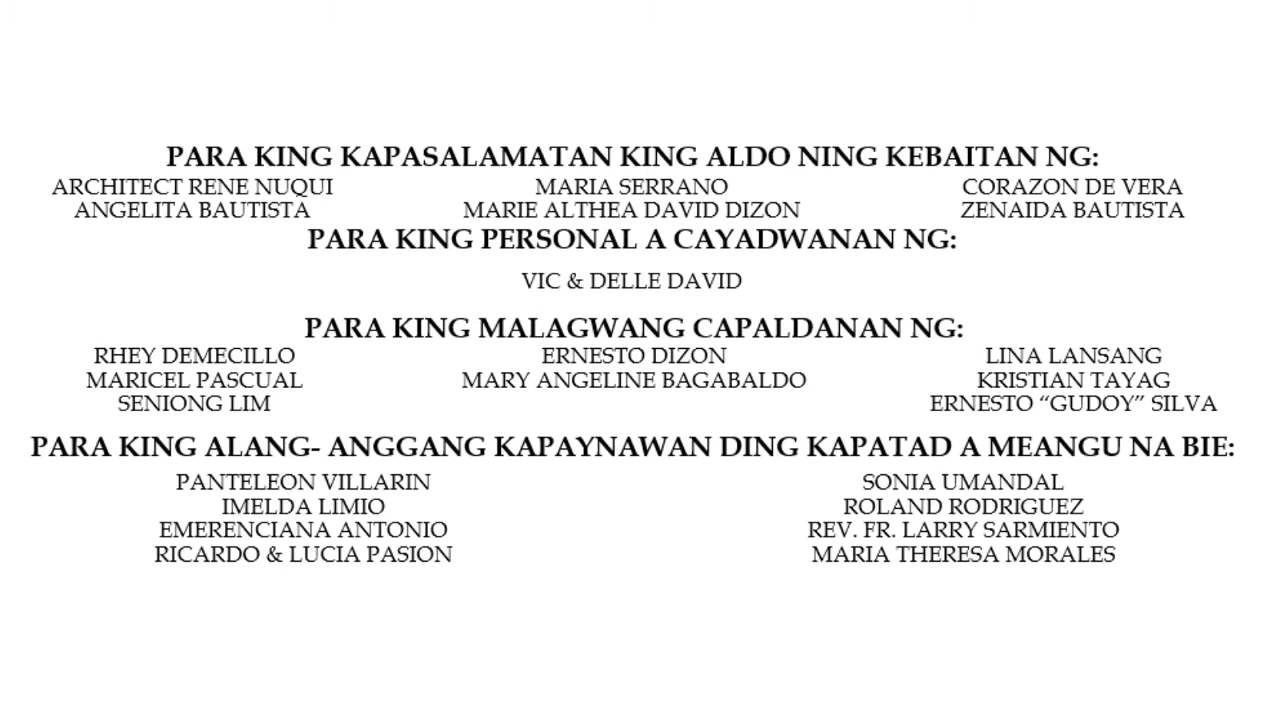 PARA KING KAPASALAMATAN KING ALDO NING KEBAITAN NG:
ARCHITECT RENE NUQUI MARIA SERRANO CORAZON DE VERA
ANGELITA BAUTISTA MARIE ALTHEA DAVID DIZON ZENAIDA BAUTISTA
PARA KING PERSONAL A CAYADWANAN NG:
VIC & DELLE DAVID
PARA KING MALAGWANG CAPALDANAN NG:
RHEY DEMECILLO ERNESTO DIZON LINA LANSANG
MARICEL PASCUAL MARY ANGELINE BAGABALDO KRISTIAN TAYAG
SENIONG LIM ERNESTO “GUDOY” SILVA
PARA KING ALANG- ANGGANG KAPAYNAWAN DING KAPATAD A MEANGU NA BIE:
PANTELEON VILLARIN SONIA UMANDAL
IMELDA LIMIO ROLAND RODRIGUEZ
EMERENCIANA ANTONIO REV. FR. LARRY SARMIENTO
RICARDO & LUCIA PASION MARIA THERESA MORALES